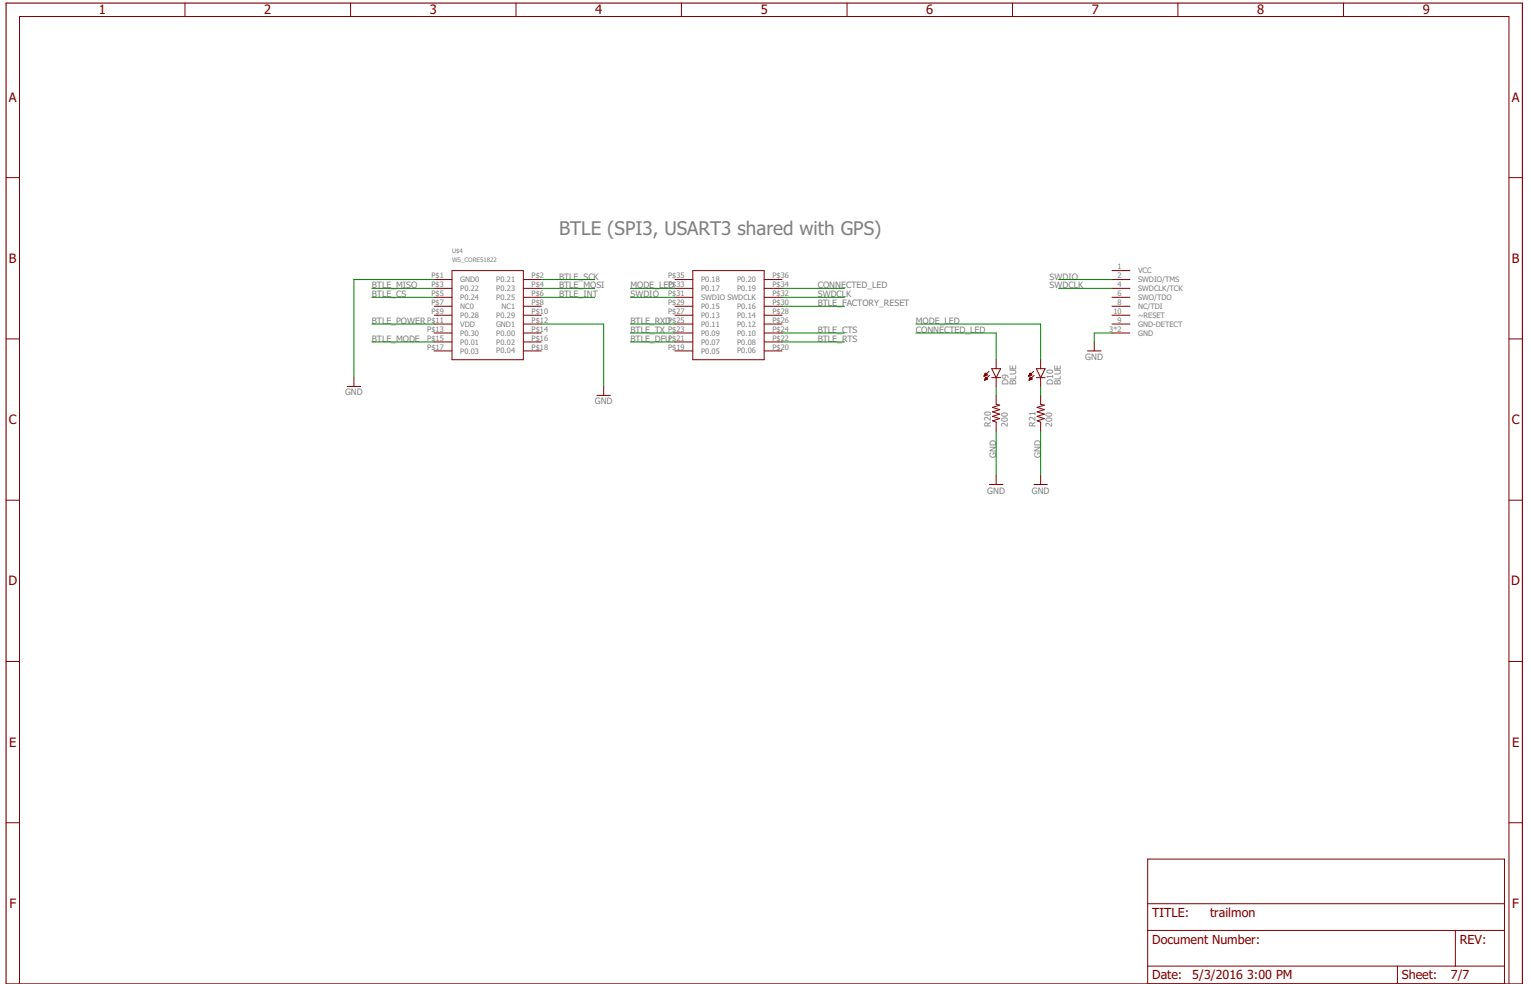 1 2 3 4 5 6 7 8 9
A A
B B
C C
D D
E E
F F
BTLE (SPI3, USART3 shared with GPS)
U$4
WS_CORE51822
P$1 GND0 P0.21 P$2 BTLE_SCK
BTLE_MISO P$3 P0.22 P0.23 P$4 BTLE_MOSI
BTLE_CS P$5 P0.24 P0.25 P$6 BTLE_INT
P$7 NC0 NC1 P$8
P$9 P0.28 P0.29 P$10
BTLE_POWER P$11 VDD GND1 P$12
P$13 P0.30 P0.00 P$14
BTLE_MODE P$15 P0.01 P0.02 P$16
P$17 P0.03 P0.04 P$18
GND
GND
P$35 P0.18 P0.20 P$36
MODE_LED P$33 P0.17 P0.19 P$34 CONNECTED_LED
SWDIO P$31 SWDIO SWDCLK P$32 SWDCLK
P$29 P0.15 P0.16 P$30 BTLE_FACTORY_RESET
P$27 P0.13 P0.14 P$28
BTLE_RXD P$25 P0.11 P0.12 P$26
BTLE_TX P$23 P0.09 P0.10 P$24 BTLE_CTS
BTLE_DFU P$21 P0.07 P0.08 P$22 BTLE_RTS
P$19 P0.05 P0.06 P$20
MODE_LED
CONNECTED_LED
D9
BLUE
D10
BLUE
R20
200
R21
200
GND
GND
GND
GND
1 VCC
SWDIO 2 SWDIO/TMS
SWDCLK 4 SWDCLK/TCK
6 SWO/TDO
8 NC/TDI
10 ~RESET
9 GND-DETECT
3*2 GND
GND
TITLE: trailmon
Document Number: REV:
Date: 5/3/2016 3:00 PM Sheet: 7/7